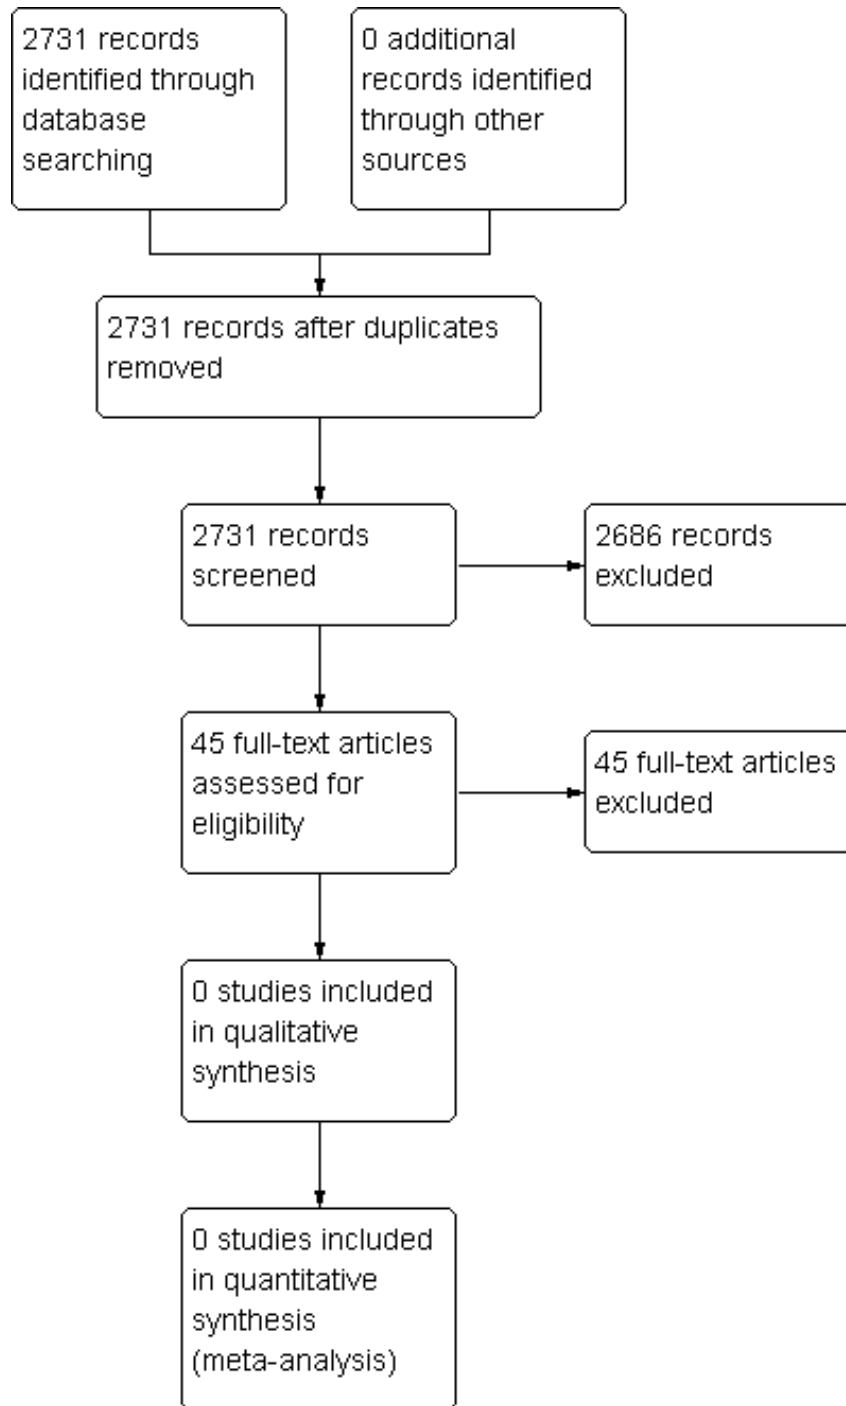 2731 records
identified through
database
searching
0 additional
records identified
through other
sources
2731 records after duplicates
removed
2731 records
screened
2686 records
excluded
45 full-text articles
assessed for
eligibility
45 full-text articles
excluded
0 studies included
in qualitative
synthesis
0 studies included
in quantitative
synthesis
(meta-analysis)